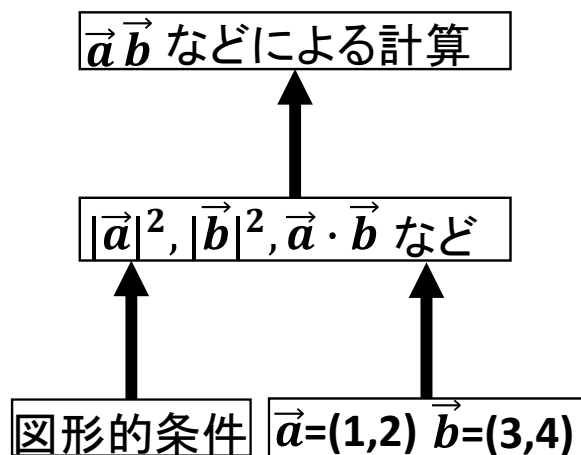 a⃗ b⃗ などによる計算
|a⃗|², |b⃗|², a⃗ · b⃗ など
図形的条件
a⃗=(1,2) b⃗=(3,4)